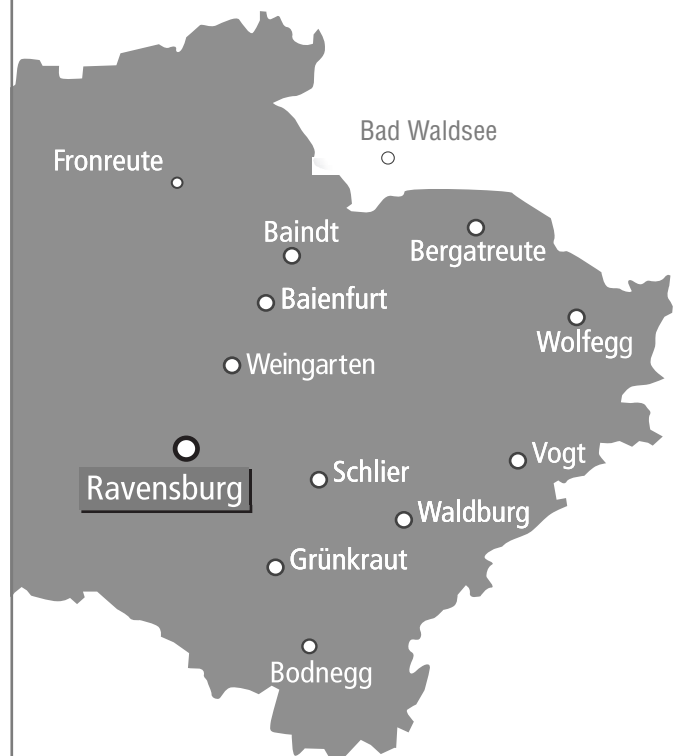 Bad Waldsee
Fronreute
Baindt
Bergatreute
Baienfurt
Wolfegg
Weingarten
Vogt
Schlier
Ravensburg
Waldburg
Grünkraut
Bodnegg